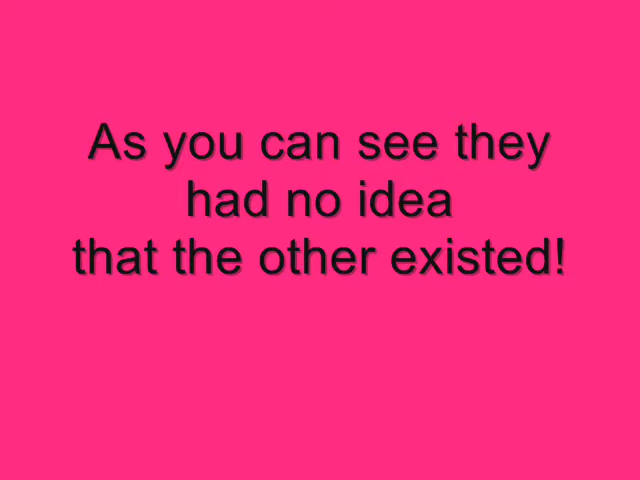 As you can see they
had no idea
that the other existed!